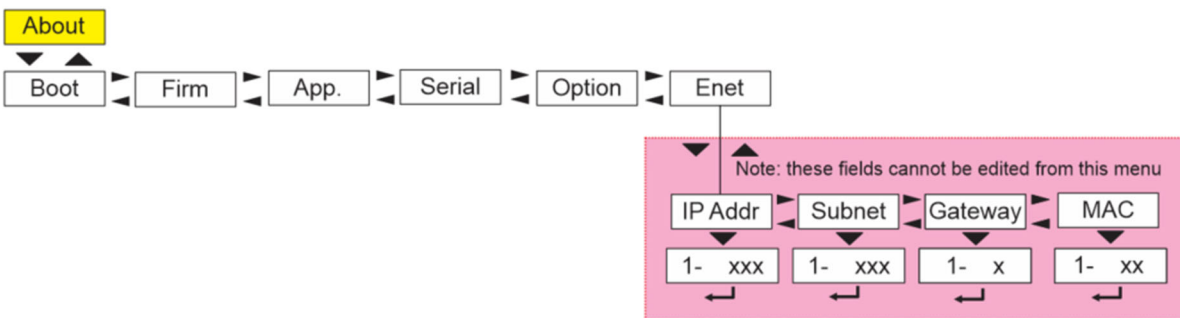 About
Boot Firm App. Serial Option Enet
Note: these fields cannot be edited from this menu
IP Addr Subnet Gateway MAC
1- xxx 1- xxx 1- x 1- xx